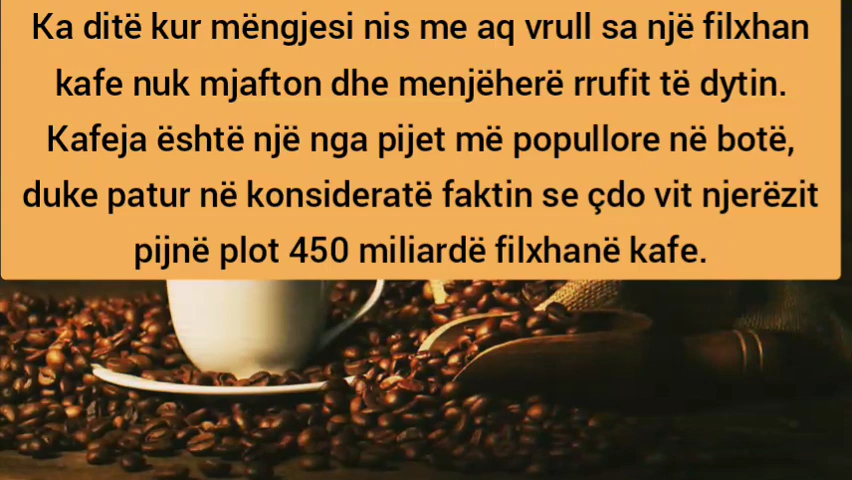 Ka ditë kur mëngjesi nis me aq vrull sa një filxhan
kafe nuk mjafton dhe menjëherë rrufit të dytin.
Kafeja është një nga pijet më popullore në botë,
duke patur në konsideratë faktin se çdo vit njerëzit
pijnë plot 450 miliardë filxhanë kafe.